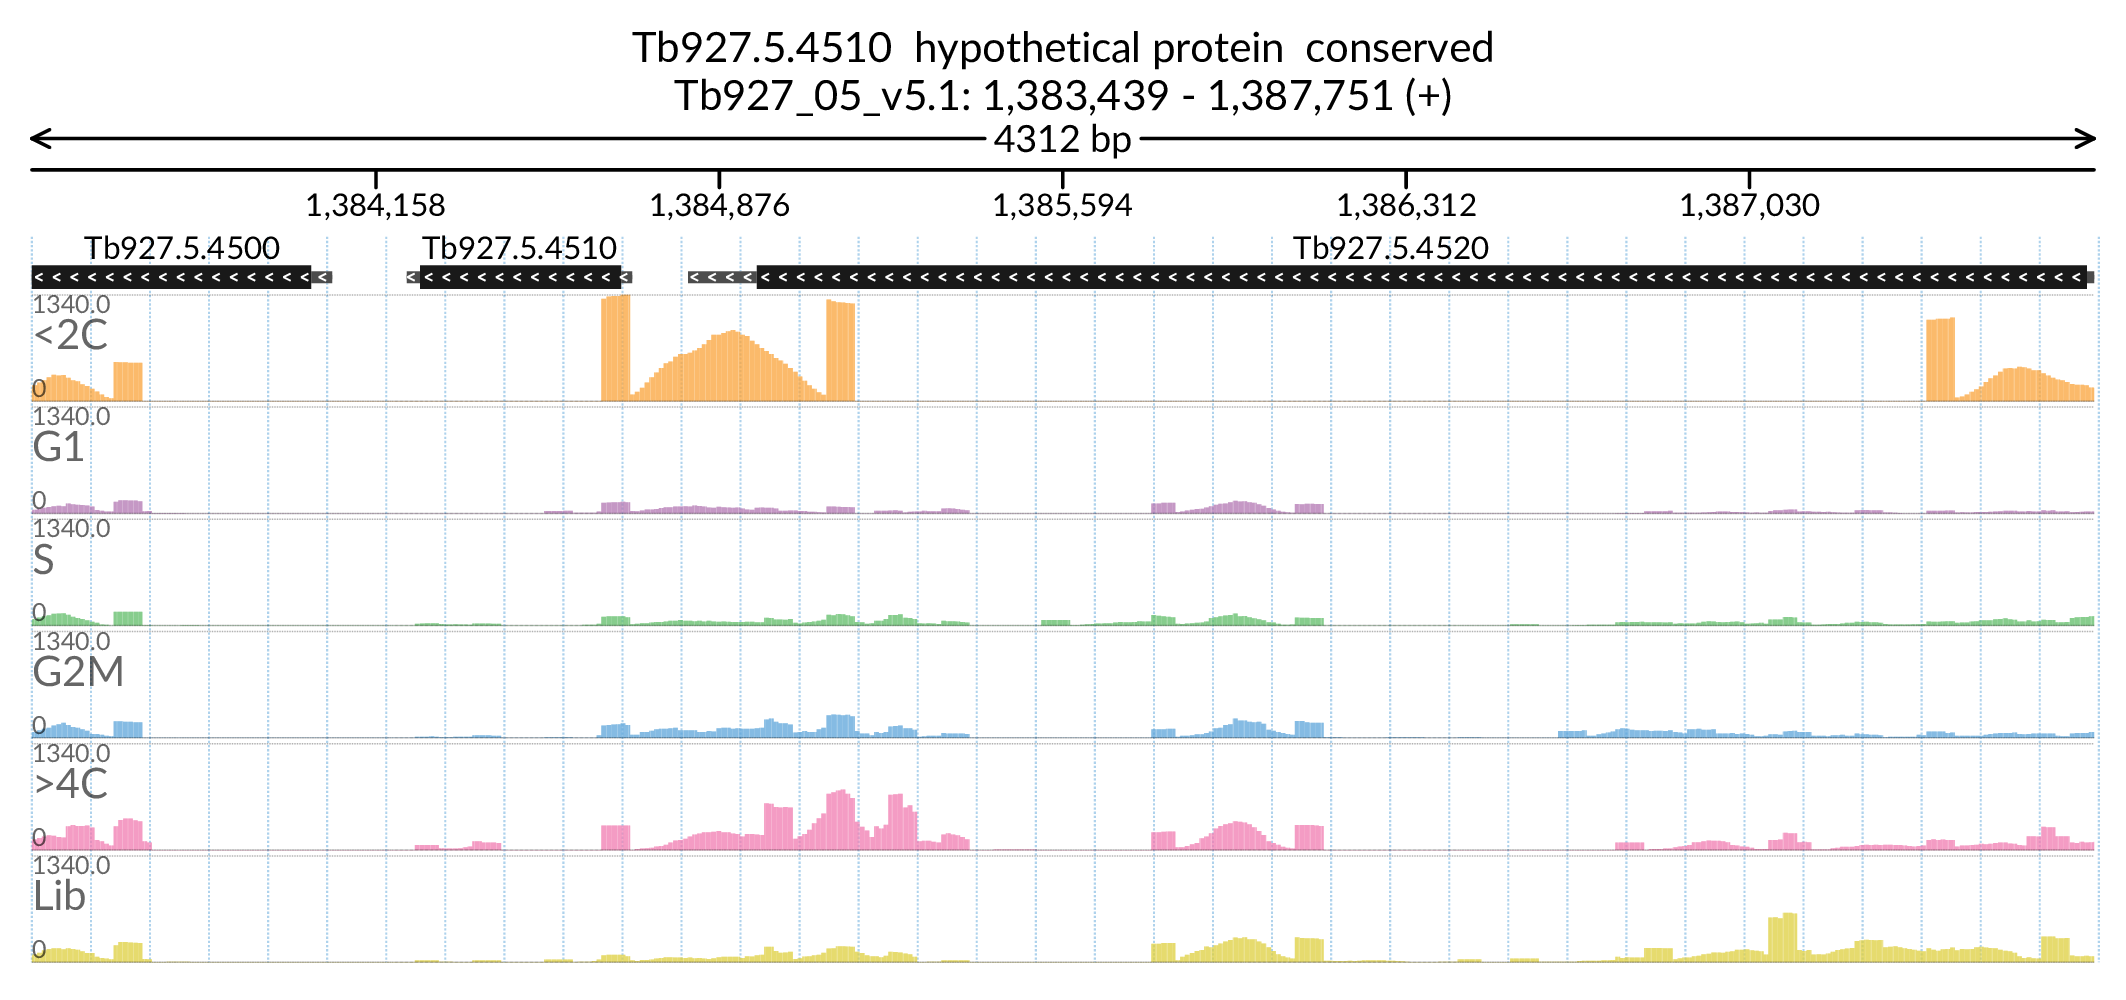 Tb927.5.4510  hypothetical protein  conserved
Tb927_05_v5.1: 1,383,439 - 1,387,751 (+)
4312 bp
1,384,158 1,384,876 1,385,594 1,386,312 1,387,030
Tb927.5.4500 Tb927.5.4510 Tb927.5.4520
1340.0
<2C
0
1340.0
G1
0
1340.0
S
0
1340.0
G2M
0
1340.0
>4C
0
1340.0
Lib
0